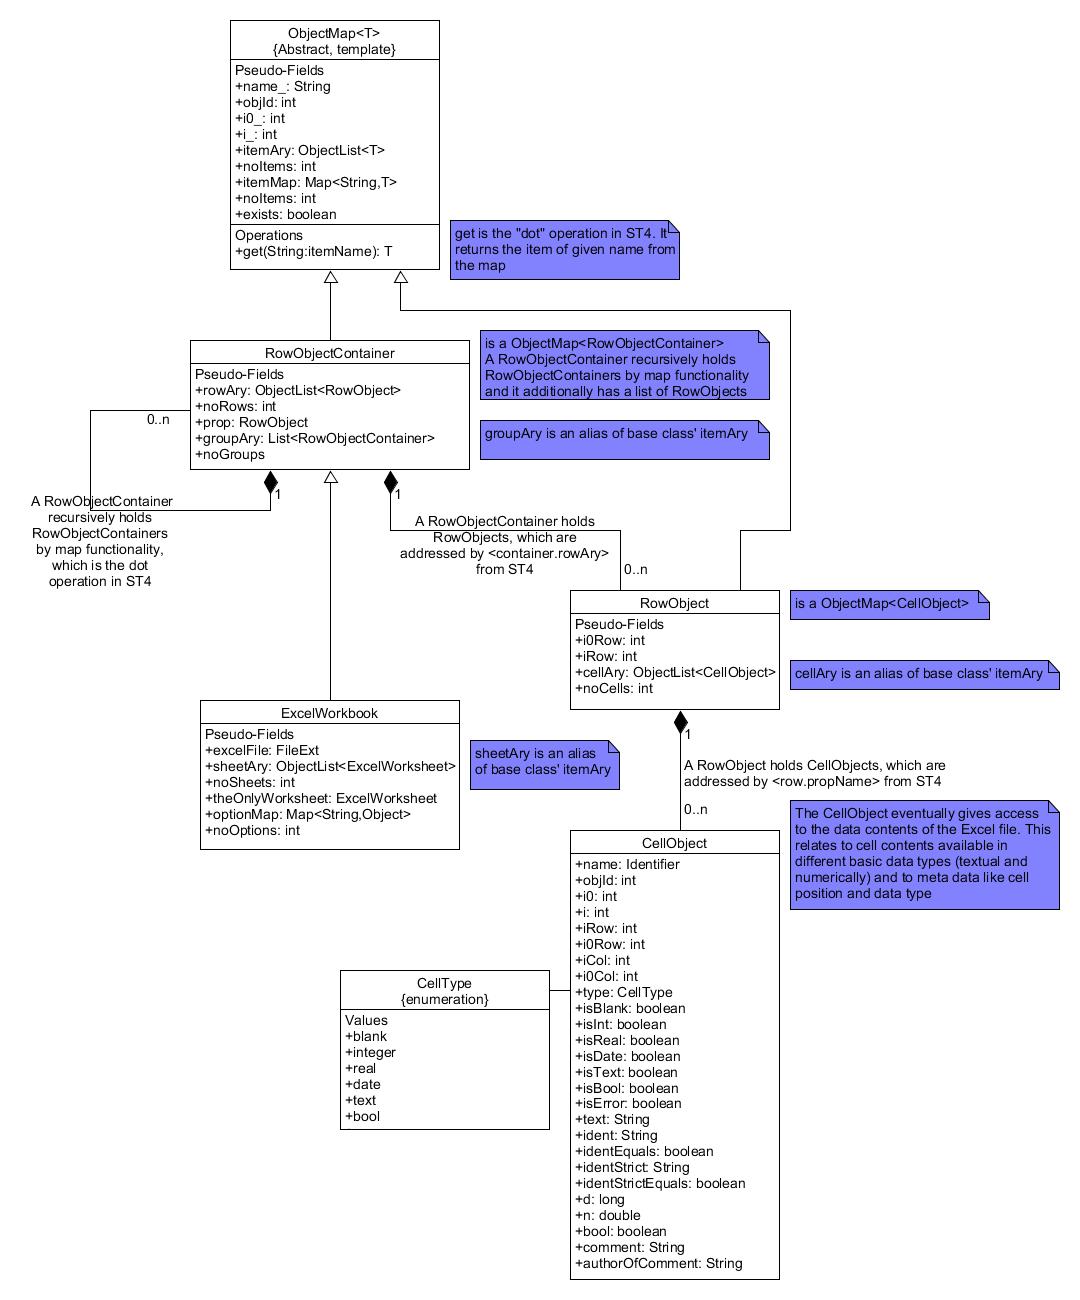 ObjectMap<T>
{Abstract, template}
Pseudo-Fields
+name_: String
+objId: int
+i0_: int
+i_: int
+itemAry: ObjectList<T>
+noItems: int
+itemMap: Map<String,T>
+noItems: int
+exists: boolean
Operations
+get(String:itemName): T
get is the "dot" operation in ST4. It
returns the item of given name from
the map
RowObjectContainer
Pseudo-Fields
+rowAry: ObjectList<RowObject>
+noRows: int
+prop: RowObject
+groupAry: List<RowObjectContainer>
+noGroups
is a ObjectMap<RowObjectContainer>
A RowObjectContainer recursively holds
RowObjectContainers by map functionality
and it additionally has a list of RowObjects
groupAry is an alias of base class' itemAry
0..n
1
A RowObjectContainer
recursively holds
RowObjectContainers
by map functionality,
which is the dot
operation in ST4
1
A RowObjectContainer holds
RowObjects, which are
addressed by <container.rowAry>
from ST4
0..n
RowObject
Pseudo-Fields
+i0Row: int
+iRow: int
+cellAry: ObjectList<CellObject>
+noCells: int
is a ObjectMap<CellObject>
cellAry is an alias of base class' itemAry
ExcelWorkbook
Pseudo-Fields
+excelFile: FileExt
+sheetAry: ObjectList<ExcelWorksheet>
+noSheets: int
+theOnlyWorksheet: ExcelWorksheet
+optionMap: Map<String,Object>
+noOptions: int
sheetAry is an alias
of base class' itemAry
1
A RowObject holds CellObjects, which are
addressed by <row.propName> from ST4
0..n
The CellObject eventually gives access
to the data contents of the Excel file. This
relates to cell contents available in
different basic data types (textual and
numerically) and to meta data like cell
position and data type
CellObject
+name: Identifier
+objId: int
+i0: int
+i: int
+iRow: int
+i0Row: int
+iCol: int
+i0Col: int
+type: CellType
+isBlank: boolean
+isInt: boolean
+isReal: boolean
+isDate: boolean
+isText: boolean
+isBool: boolean
+isError: boolean
+text: String
+ident: String
+identEquals: boolean
+identStrict: String
+identStrictEquals: boolean
+d: long
+n: double
+bool: boolean
+comment: String
+authorOfComment: String
CellType
{enumeration}
Values
+blank
+integer
+real
+date
+text
+bool